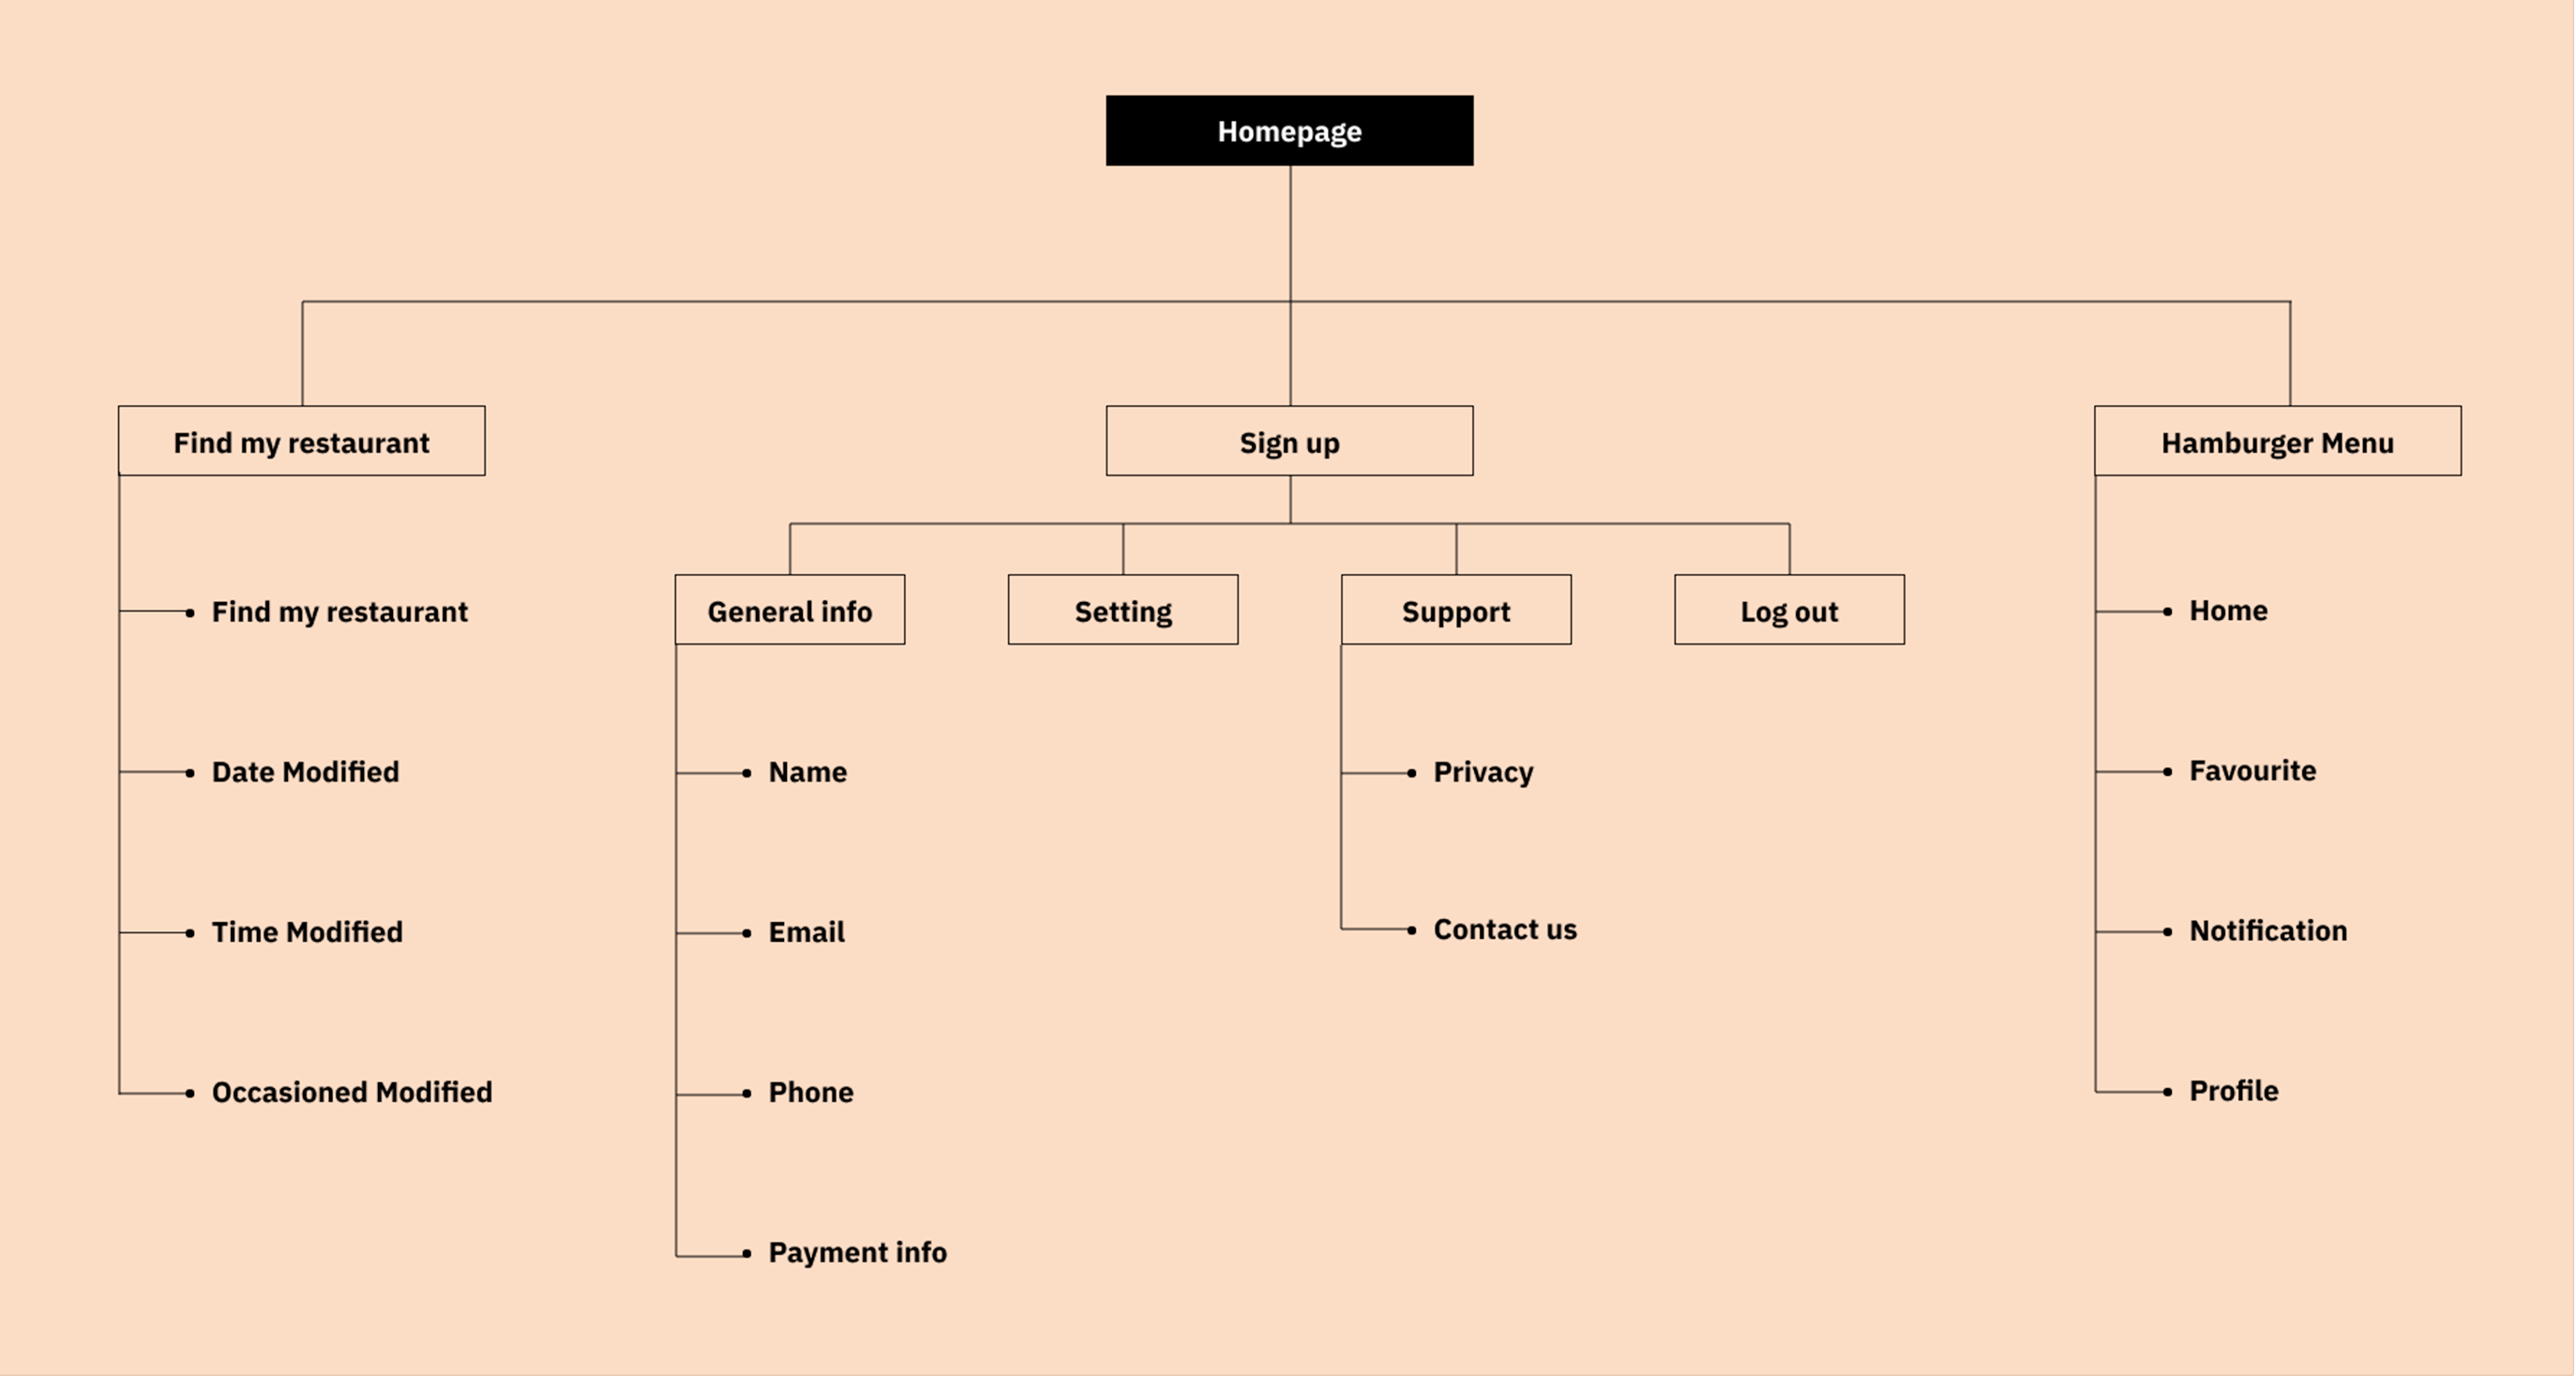 Homepage
Find my restaurant
Sign up
Hamburger Menu
Find my restaurant
Date Modified
Time Modified
Occasioned Modified
General info
Setting
Support
Log out
Name
Email
Phone
Payment info
Privacy
Contact us
Home
Favourite
Notification
Profile